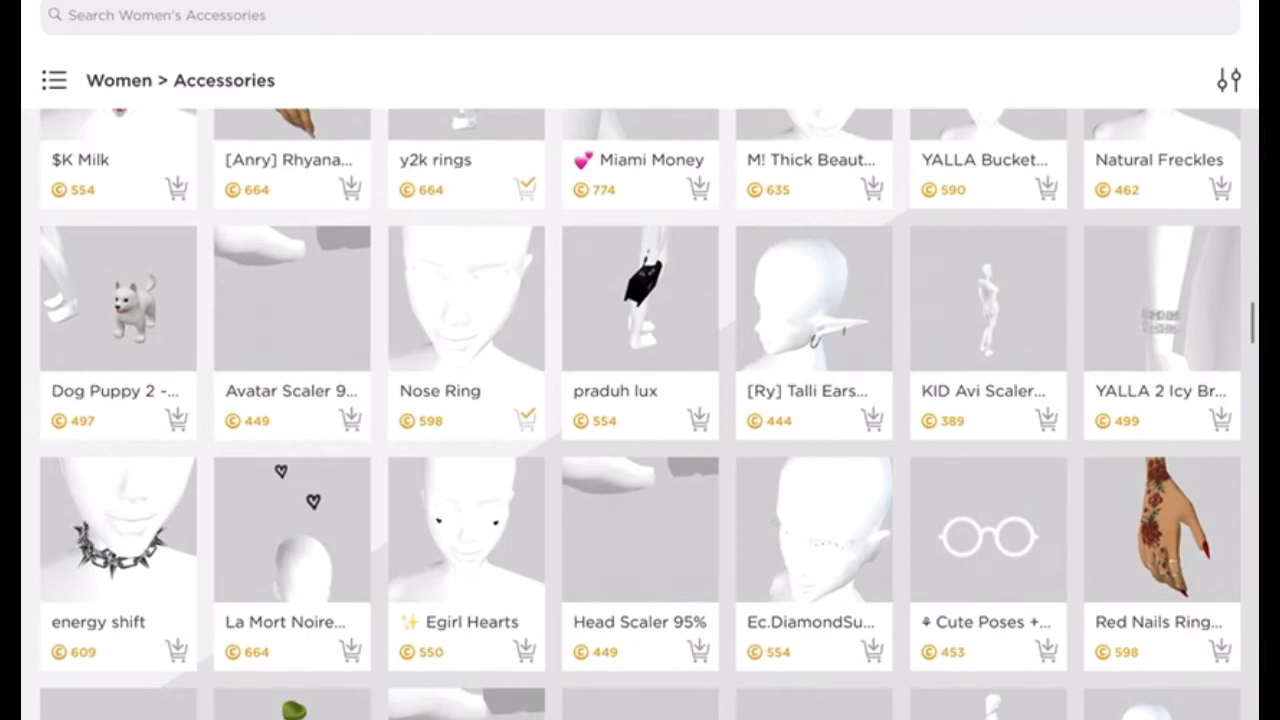 Search Women's Accessories
Women > Accessories
$K Milk
[Anry] Rhyana...
y2k rings
💕 Miami Money
M! Thick Beaut...
YALLA Bucket...
Natural Freckles
554
664
664
774
635
590
462
Dog Puppy 2 -...
Avatar Scaler 9...
Nose Ring
praduh lux
[Ry] Talli Ears...
KID Avi Scaler...
YALLA 2 Icy Br...
497
449
598
554
444
389
499
energy shift
La Mort Noire...
✨ Egirl Hearts
Head Scaler 95%
Ec.DiamondSu...
⚘ Cute Poses +...
Red Nails Ring...
609
664
550
449
554
453
598